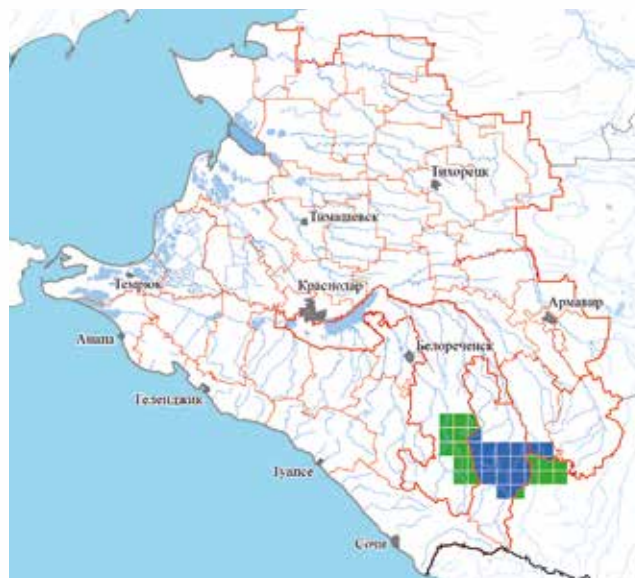 Тихорецк
Тимашевск
Темрюк
Краснодар
Армавир
Анапа
Белореченск
Геленджик
Туапсе
Сочи